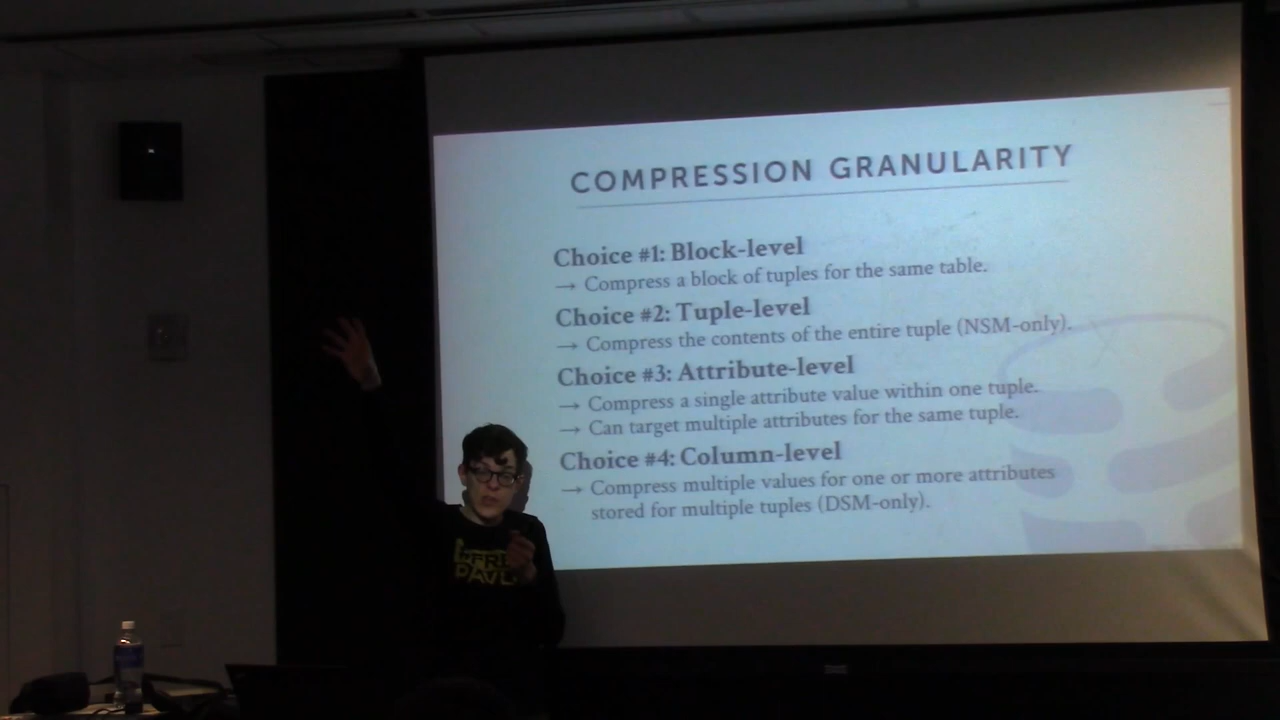 COMPRESSION GRANULARITY
Choice #1: Block-level
→ Compress a block of tuples for the same table.
Choice #2: Tuple-level
→ Compress the contents of the entire tuple (NSM-only).
Choice #3: Attribute-level
→ Compress a single attribute value within one tuple.
→ Can target multiple attributes for the same tuple.
Choice #4: Column-level
→ Compress multiple values for one or more attributes
stored for multiple tuples (DSM-only).